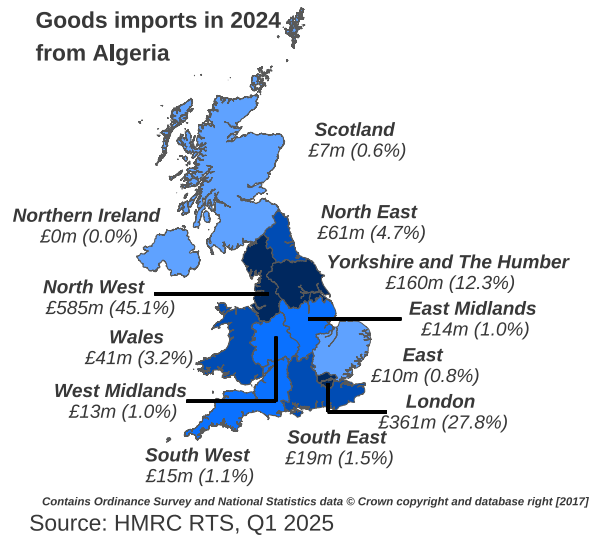 Goods imports in 2024
from Algeria
Scotland
£7m (0.6%)
Northern Ireland
£0m (0.0%)
North East
£61m (4.7%)
Yorkshire and The Humber
£160m (12.3%)
North West
£585m (45.1%)
East Midlands
£14m (1.0%)
Wales
£41m (3.2%)
East
£10m (0.8%)
West Midlands
£13m (1.0%)
London
£361m (27.8%)
South East
£19m (1.5%)
South West
£15m (1.1%)
Contains Ordinance Survey and National Statistics data © Crown copyright and database right [2017]
Source: HMRC RTS, Q1 2025